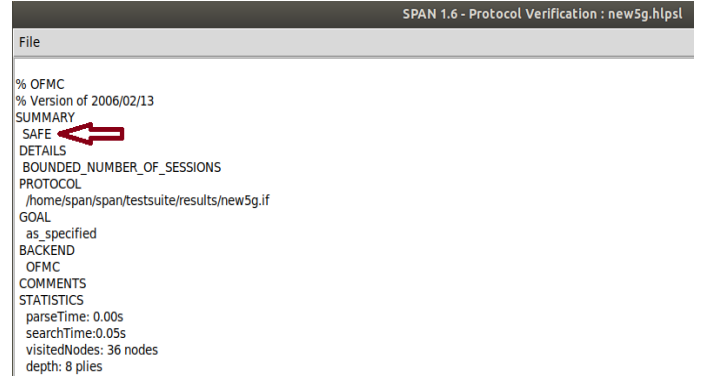 SPAN 1.6 - Protocol Verification : new5g.hlpsl
File
% OFMC
% Version of 2006/02/13
SUMMARY
SAFE
DETAILS
BOUNDED_NUMBER_OF_SESSIONS
PROTOCOL
/home/span/span/testsuite/results/new5g.if
GOAL
as_specified
BACKEND
OFMC
COMMENTS
STATISTICS
parseTime: 0.00s
searchTime:0.05s
visitedNodes: 36 nodes
depth: 8 plies